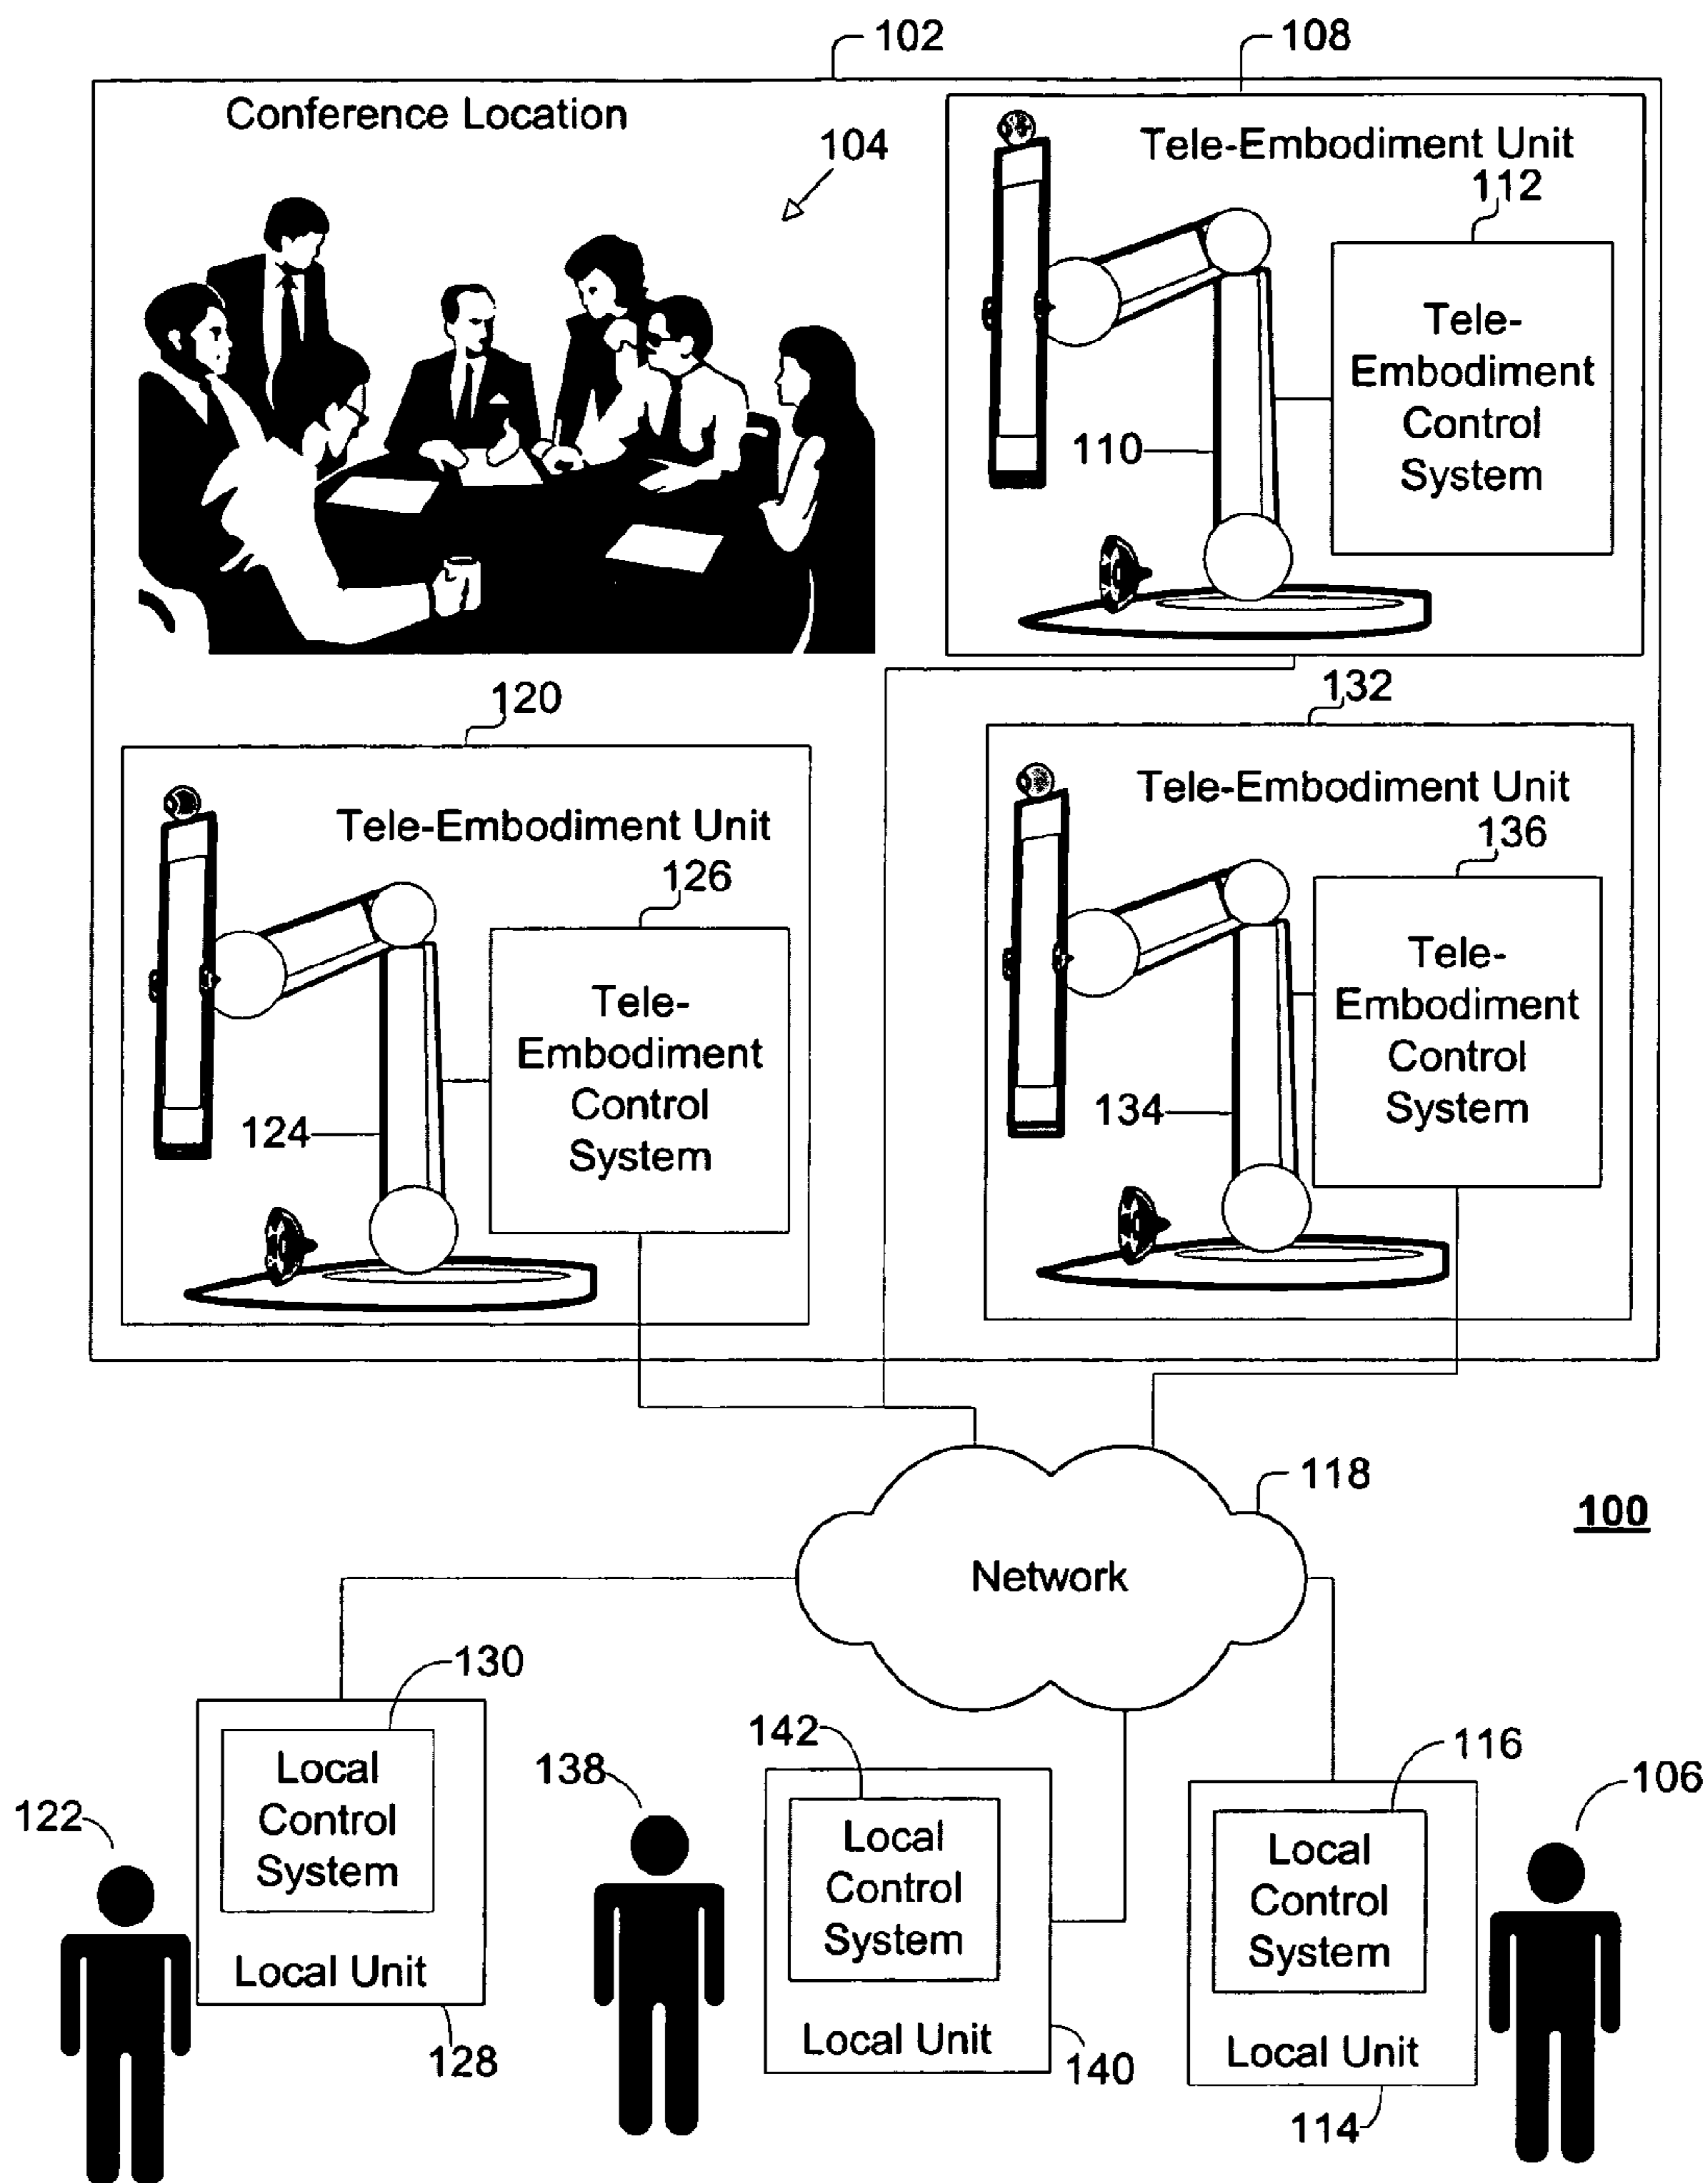 102
108
Conference Location
104
Tele-Embodiment Unit
112
Tele-
Embodiment
Control
System
110
120
132
Tele-Embodiment Unit
126
Tele-
Embodiment
Control
System
124
Tele-Embodiment Unit
136
Tele-
Embodiment
Control
System
134
118
100
Network
130
Local
Control
System
Local Unit
122
128
138
142
Local
Control
System
Local Unit
140
116
Local
Control
System
Local Unit
106
114